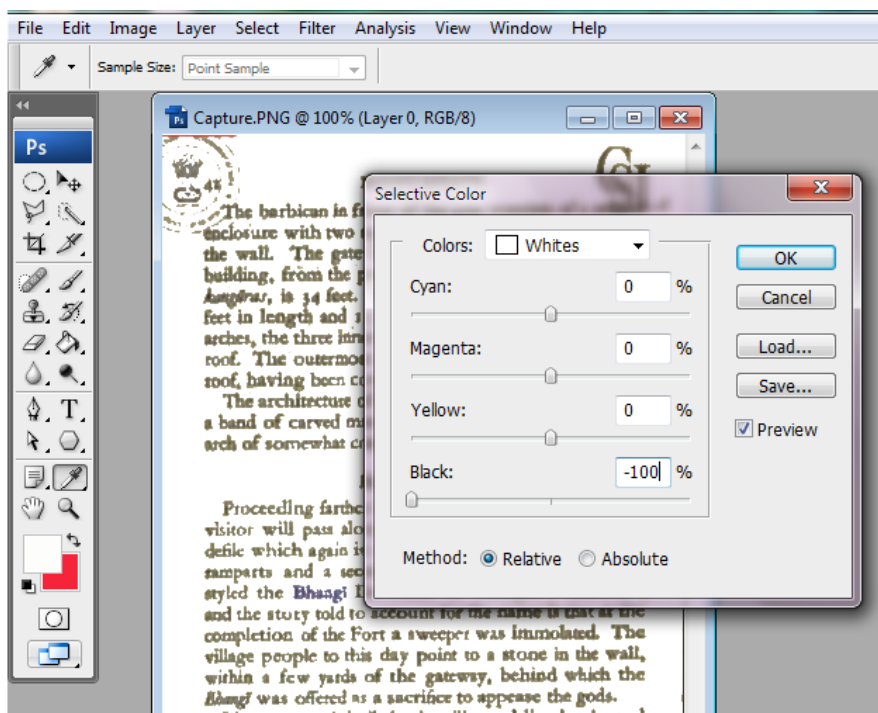 File Edit Image Layer Select Filter Analysis View Window Help
Sample Size: Point Sample
Ps
Capture.PNG @ 100% (Layer 0, RGB/8)
The barbican in
enclosure with two
the wall. The gate
building, from the
kangûras, is 34 feet.
feet in length and
arches, the three
roof. The outermo
roof, having been
The architecture
a band of carved
arch of somewhat
Proceeding farthe
visitor will pass alo
defile which again
ramparts and a sec
styled the Bhangi
and the story told to account for the name is that at the
completion of the Fort a sweeper was immolated. The
village people to this day point to a stone in the wall,
within a few yards of the gateway, behind which the
Bhangi was offered as a sacrifice to appease the gods.
Selective Color
Colors: Whites
Cyan: 0 %
Magenta: 0 %
Yellow: 0 %
Black: -100 %
Method: Relative Absolute
OK
Cancel
Load...
Save...
Preview